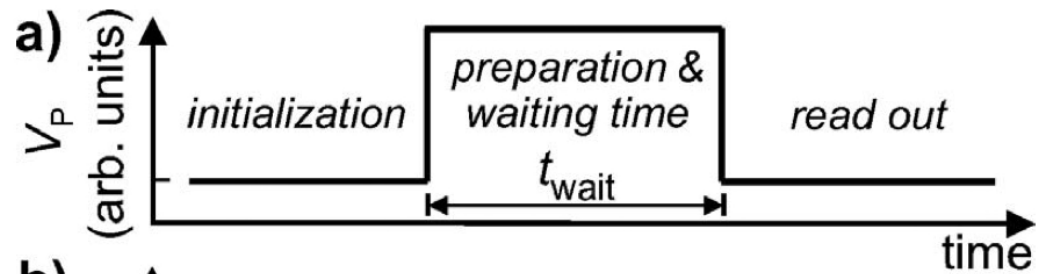 a)
V_P
(arb. units)
initialization
preparation &
waiting time
t_wait
read out
time
b)